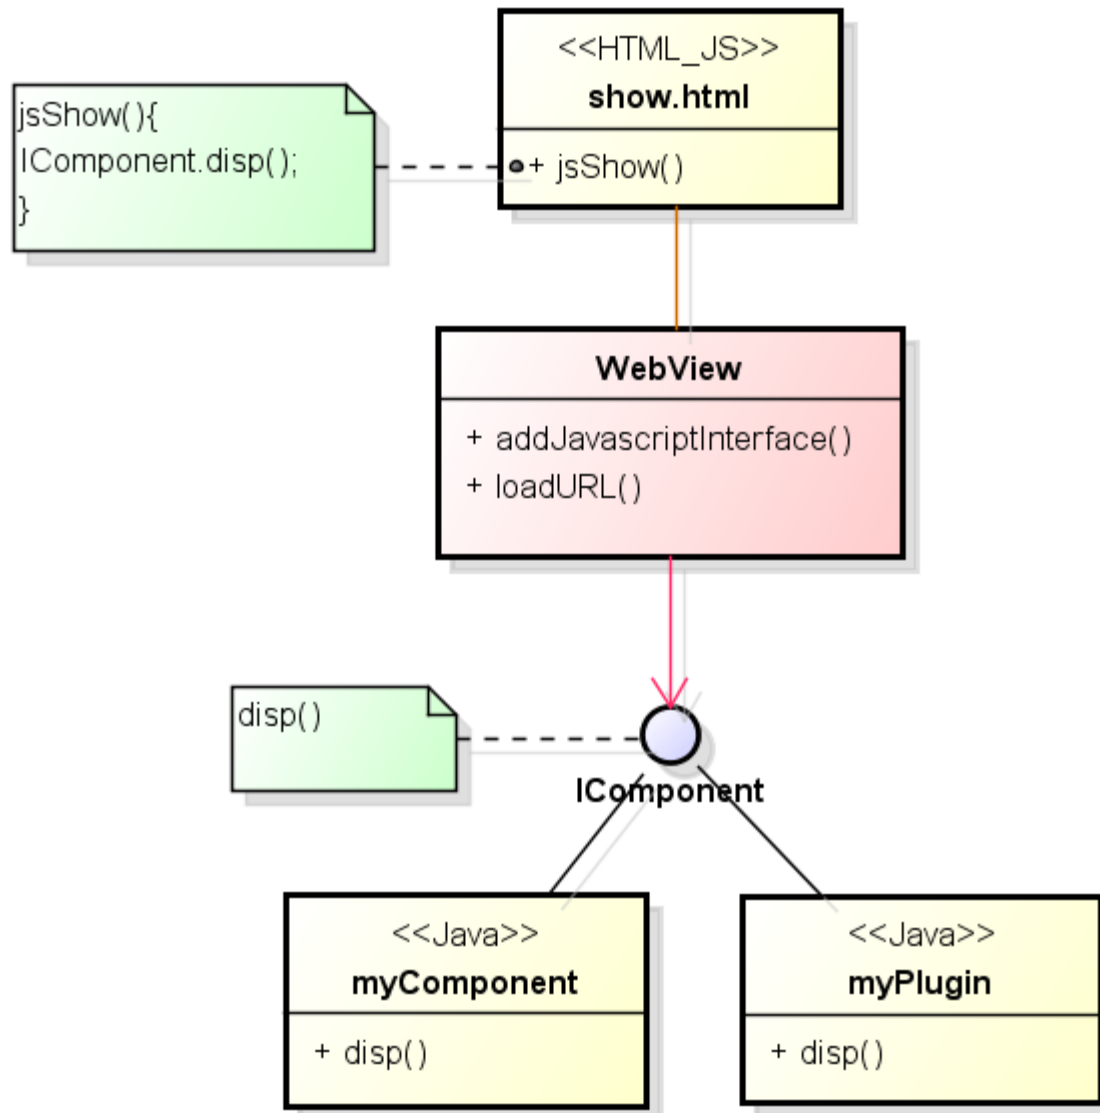 <<HTML_JS>>
show.html
+ jsShow()
jsShow(){
IComponent.disp();
}
WebView
+ addJavascriptInterface()
+ loadURL()
disp()
IComponent
<<Java>>
myComponent
+ disp()
<<Java>>
myPlugin
+ disp()